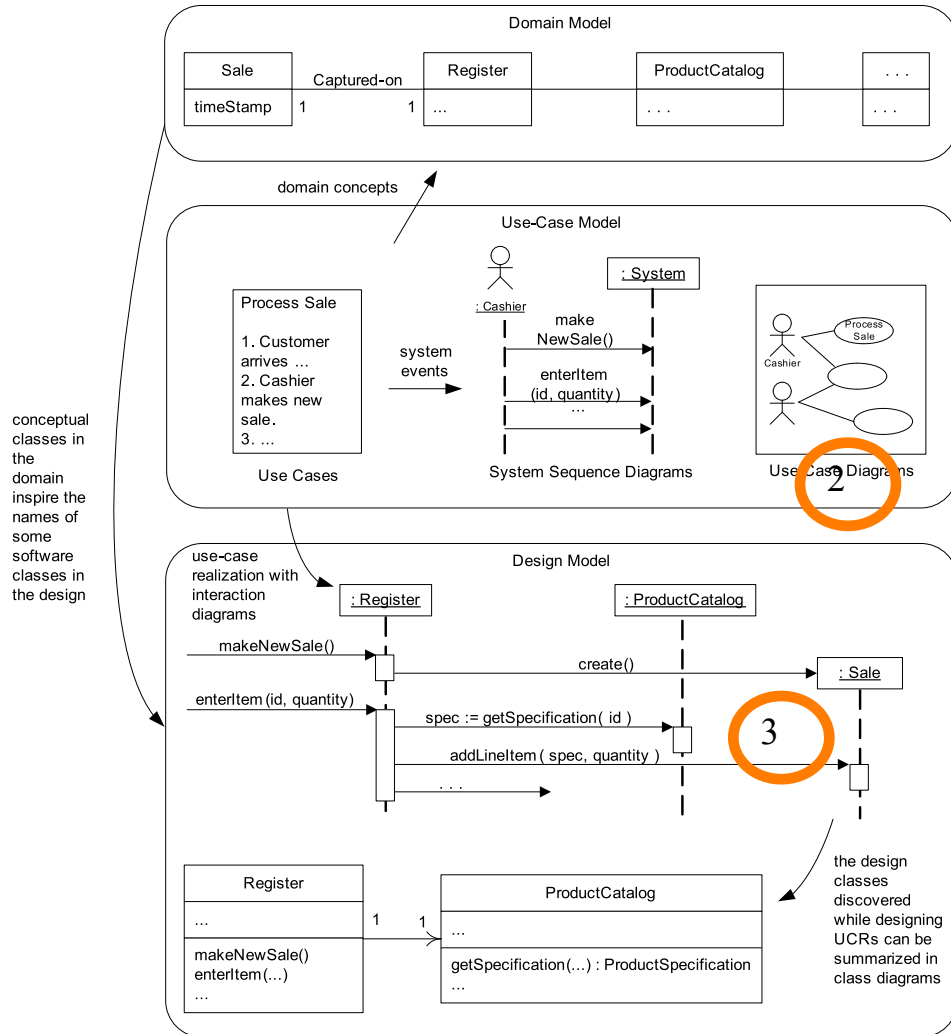 Domain Model
Sale
Captured-on
Register
ProductCatalog
. . .
timeStamp
1
1
...
. . .
. . .
domain concepts
Use-Case Model
Process Sale
1. Customer
arrives ...
2. Cashier
makes new
sale.
3. ...
Use Cases
system
events
: Cashier
: System
make
NewSale()
enterItem
(id, quantity)
...
System Sequence Diagrams
Cashier
Process
Sale
Use-Case Diagrams
2
conceptual
classes in
the
domain
inspire the
names of
some
software
classes in
the design
Design Model
use-case
realization with
interaction
diagrams
: Register
: ProductCatalog
makeNewSale()
create()
: Sale
enterItem(id, quantity)
spec := getSpecification( id )
3
addLineItem( spec, quantity )
. . .
the design
classes
discovered
while designing
UCRs can be
summarized in
class diagrams
Register
...
makeNewSale()
enterItem(...)
...
1
1
ProductCatalog
...
getSpecification(...) : ProductSpecification
...